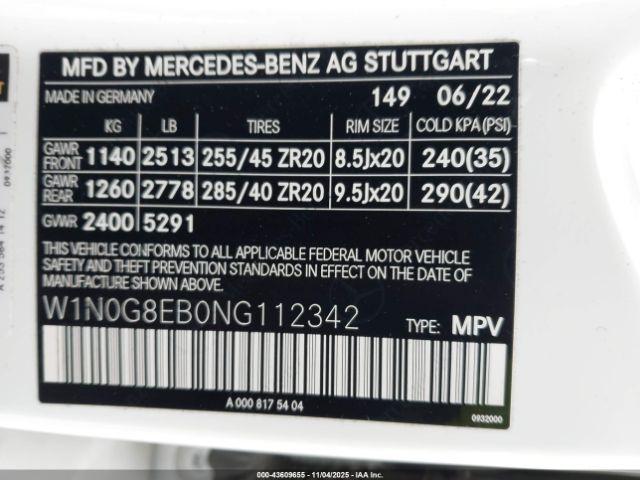 MFD BY MERCEDES-BENZ AG STUTTGART
MADE IN GERMANY 149 06/22
KG LB TIRES RIM SIZE COLD KPA(PSI)
GAWR FRONT 1140 2513 255/45 ZR20 8.5Jx20 240(35)
GAWR REAR 1260 2778 285/40 ZR20 9.5Jx20 290(42)
GVWR 2400 5291
THIS VEHICLE CONFORMS TO ALL APPLICABLE FEDERAL MOTOR VEHICLE
SAFETY AND THEFT PREVENTION STANDARDS IN EFFECT ON THE DATE
OF MANUFACTURE SHOWN ABOVE.
W1N0G8EB0NG112342 TYPE: MPV
A 000 817 54 04
0932000
0932000
000-43609655 - 11/04/2025 - IAA, Inc.